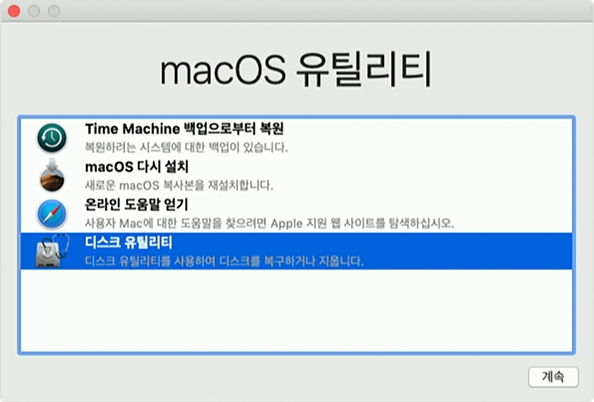 macOS 유틸리티
Time Machine 백업으로부터 복원
복원하려는 시스템에 대한 백업이 있습니다.
macOS 다시 설치
새로운 macOS 복사본을 재설치합니다.
온라인 도움말 얻기
사용자 Mac에 대한 도움말을 찾으려면 Apple 지원 웹 사이트를 탐색하십시오.
디스크 유틸리티
디스크 유틸리티를 사용하여 디스크를 복구하거나 지웁니다.
계속